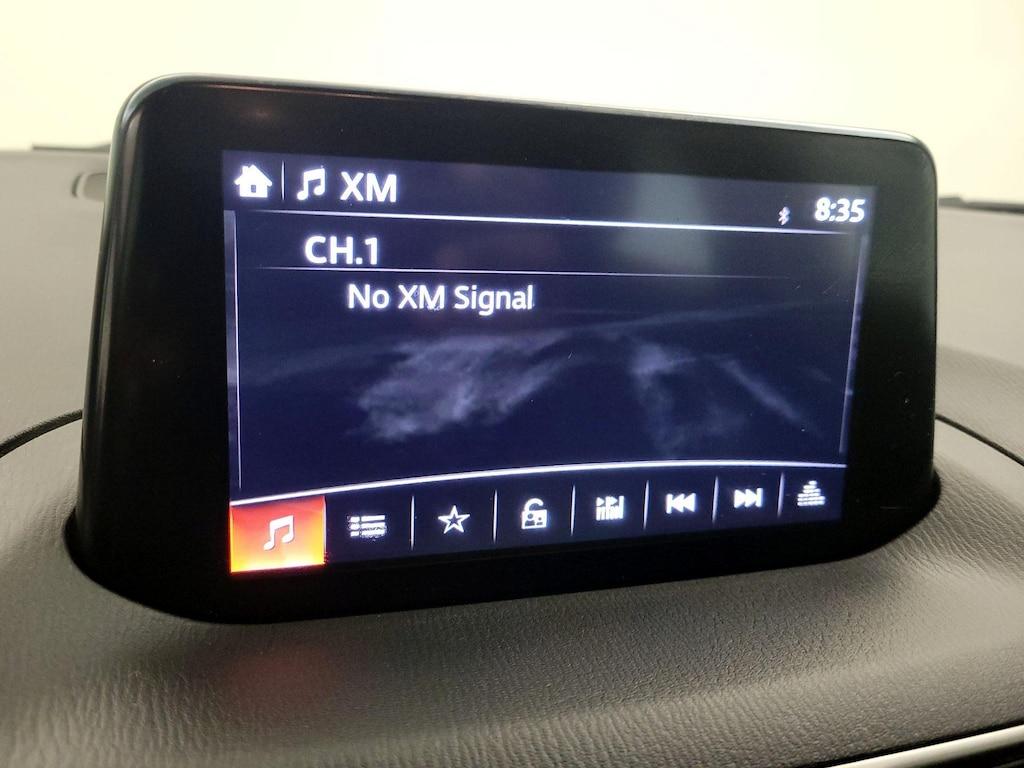 XM
8:35
CH.1
No XM Signal